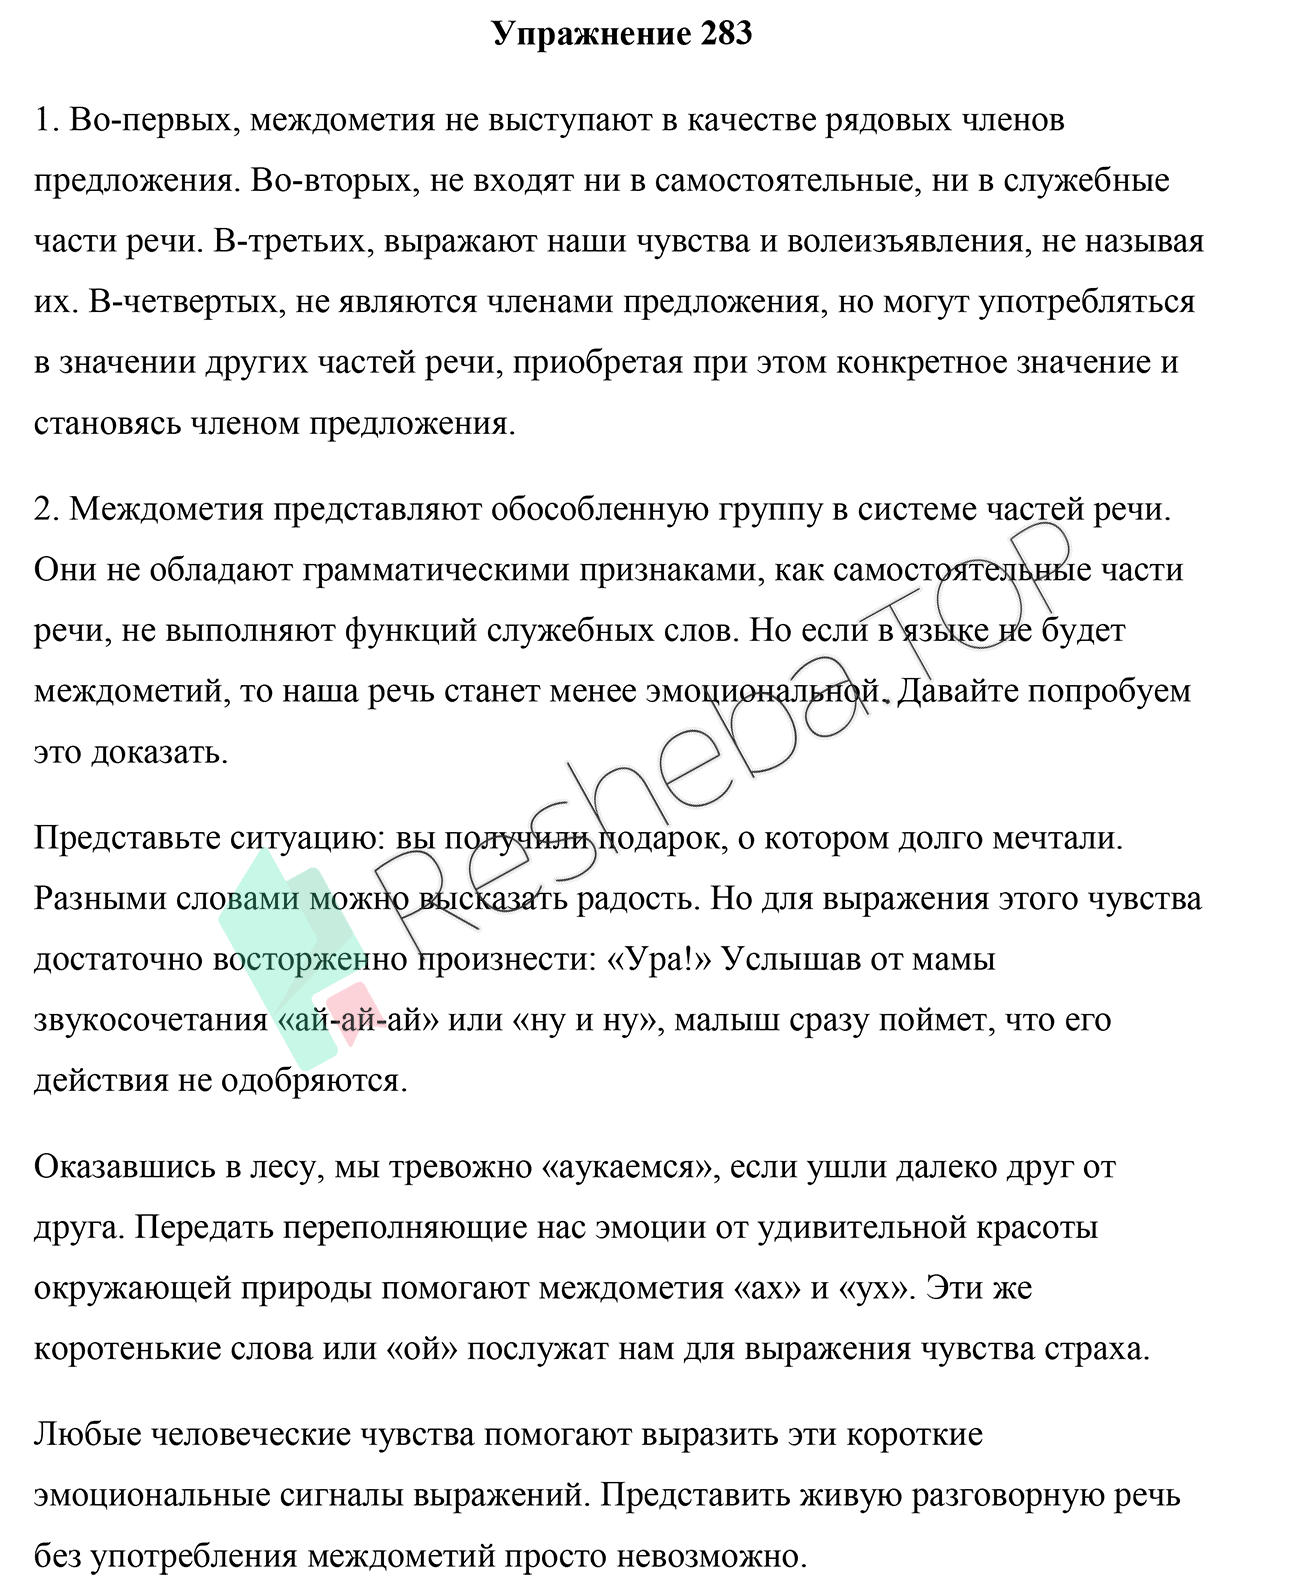 Упражнение 283
1. Во-первых, междометия не выступают в качестве рядовых членов
предложения. Во-вторых, не входят ни в самостоятельные, ни в служебные
части речи. В-третьих, выражают наши чувства и волеизъявления, не называя
их. В-четвертых, не являются членами предложения, но могут употребляться
в значении других частей речи, приобретая при этом конкретное значение и
становясь членом предложения.
2. Междометия представляют обособленную группу в системе частей речи.
Они не обладают грамматическими признаками, как самостоятельные части
речи, не выполняют функций служебных слов. Но если в языке не будет
междометий, то наша речь станет менее эмоциональной. Давайте попробуем
это доказать.
Представьте ситуацию: вы получили подарок, о котором долго мечтали.
Разными словами можно высказать радость. Но для выражения этого чувства
достаточно восторженно произнести: «Ура!» Услышав от мамы
звукосочетания «ай-ай-ай» или «ну и ну», малыш сразу поймет, что его
действия не одобряются.
Оказавшись в лесу, мы тревожно «аукаемся», если ушли далеко друг от
друга. Передать переполняющие нас эмоции от удивительной красоты
окружающей природы помогают междометия «ах» и «ух». Эти же
коротенькие слова или «ой» послужат нам для выражения чувства страха.
Любые человеческие чувства помогают выразить эти короткие
эмоциональные сигналы выражений. Представить живую разговорную речь
без употребления междометий просто невозможно.
Resheba.TOP